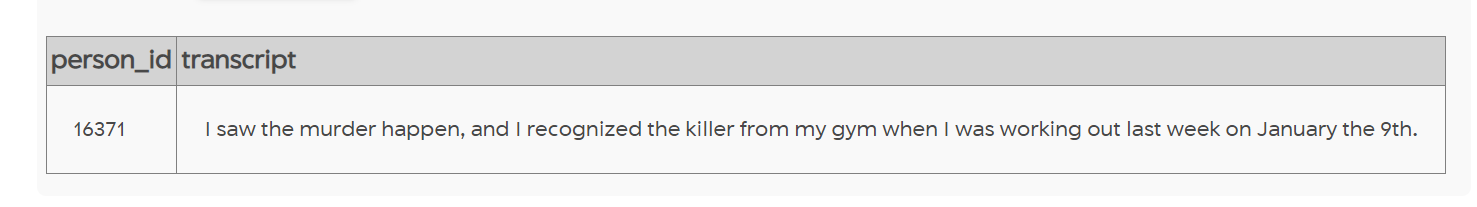 person_id transcript
16371 I saw the murder happen, and I recognized the killer from my gym when I was working out last week on January the 9th.